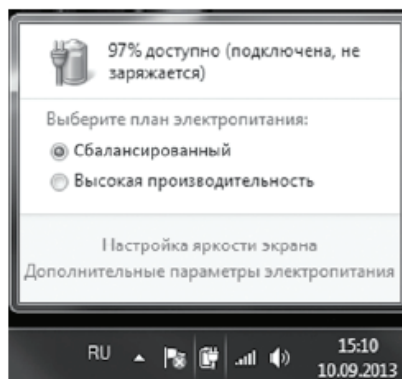 97% доступно (подключена, не
заряжается)
Выберите план электропитания:
Сбалансированный
Высокая производительность
Настройка яркости экрана
Дополнительные параметры электропитания
RU
15:10
10.09.2013